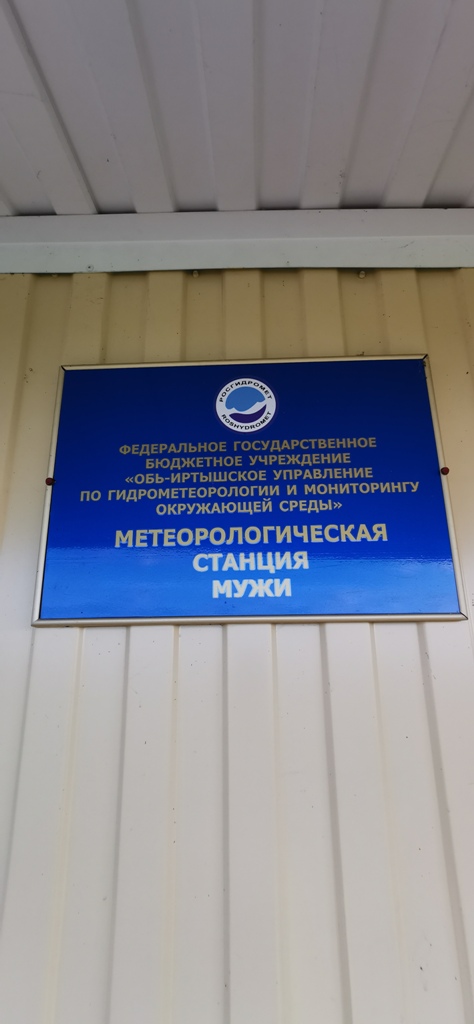 РОСГИДРОМЕТ
ROSHYDROMET
ФЕДЕРАЛЬНОЕ ГОСУДАРСТВЕННОЕ
БЮДЖЕТНОЕ УЧРЕЖДЕНИЕ
«ОБЬ-ИРТЫШСКОЕ УПРАВЛЕНИЕ
ПО ГИДРОМЕТЕОРОЛОГИИ И МОНИТОРИНГУ
ОКРУЖАЮЩЕЙ СРЕДЫ»
МЕТЕОРОЛОГИЧЕСКАЯ
СТАНЦИЯ
МУЖИ